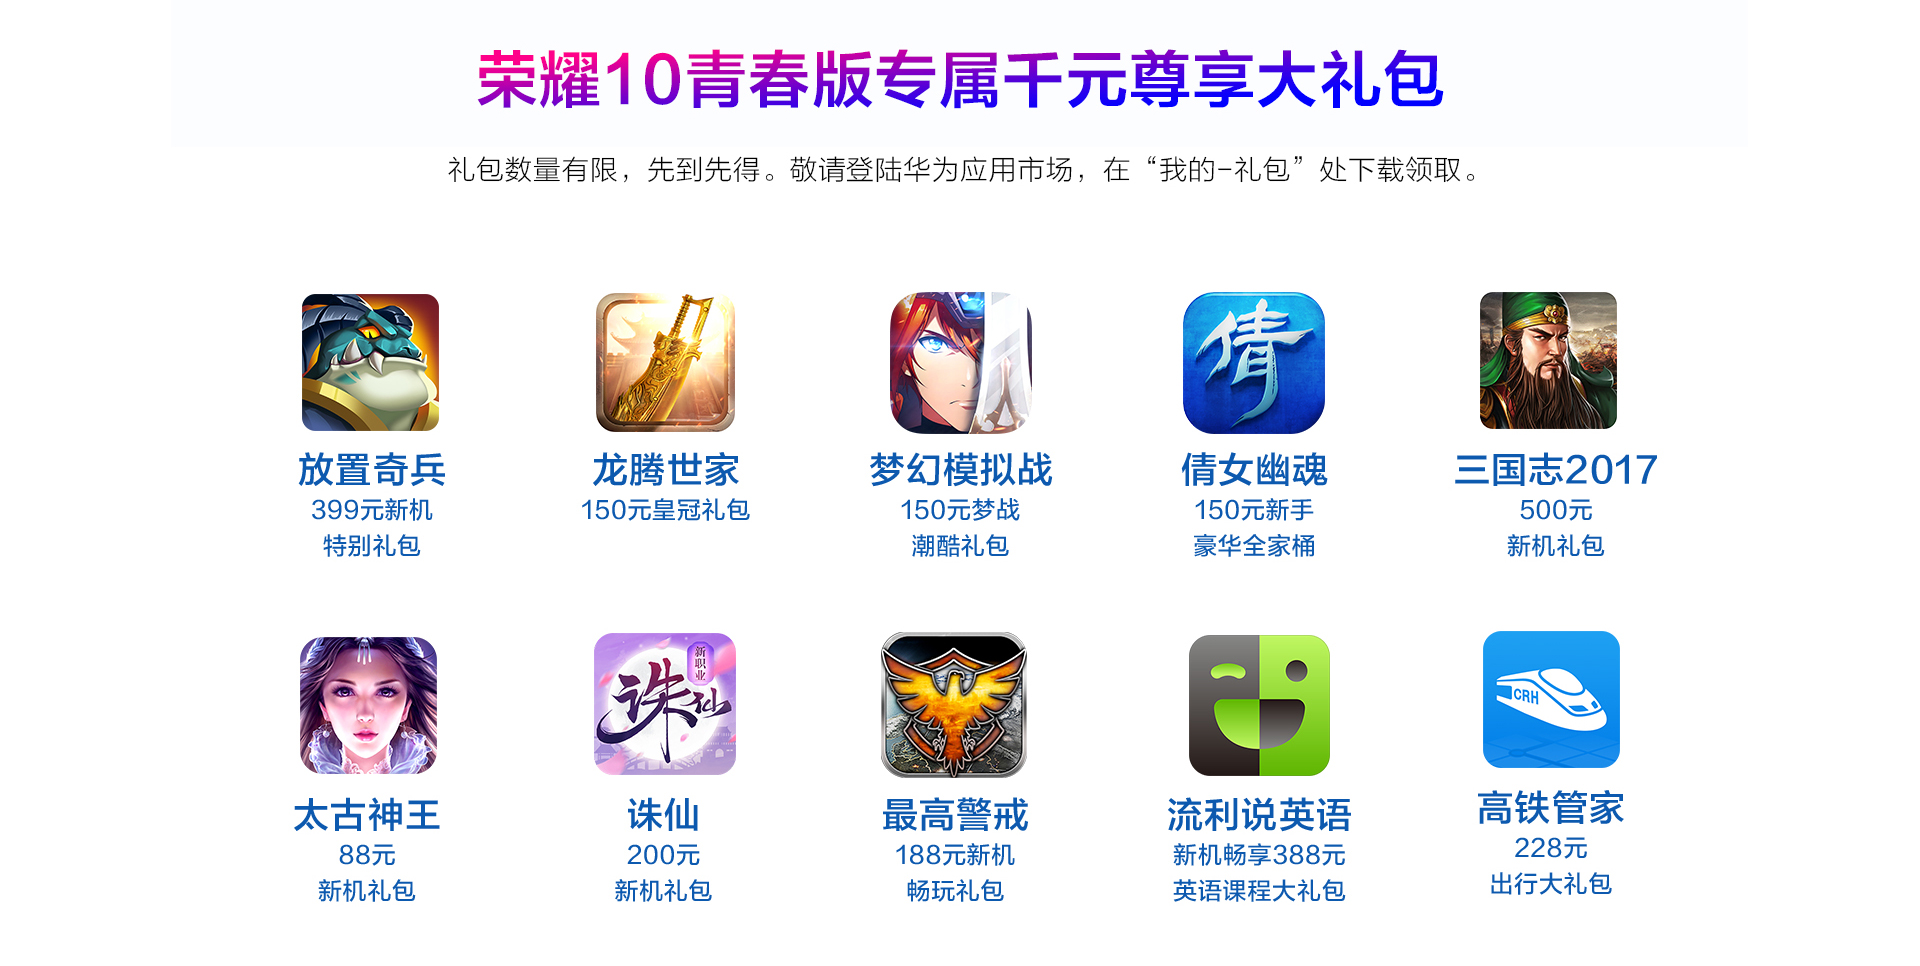 荣耀10青春版专属千元尊享大礼包
礼包数量有限，先到先得。敬请登陆华为应用市场，在“我的-礼包”处下载领取。
倩
放置奇兵
399元新机
特别礼包
龙腾世家
150元皇冠礼包
梦幻模拟战
150元梦战
潮酷礼包
倩女幽魂
150元新手
豪华全家桶
三国志2017
500元
新机礼包
新职业
诛仙
CRH
太古神王
88元
新机礼包
诛仙
200元
新机礼包
最高警戒
188元新机
畅玩礼包
流利说英语
新机畅享388元
英语课程大礼包
高铁管家
228元
出行大礼包